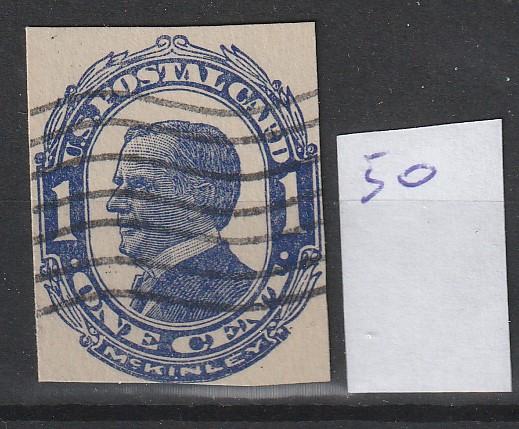 U.S. POSTAL CARD
1 1
ONE CENT
McKINLEY
50